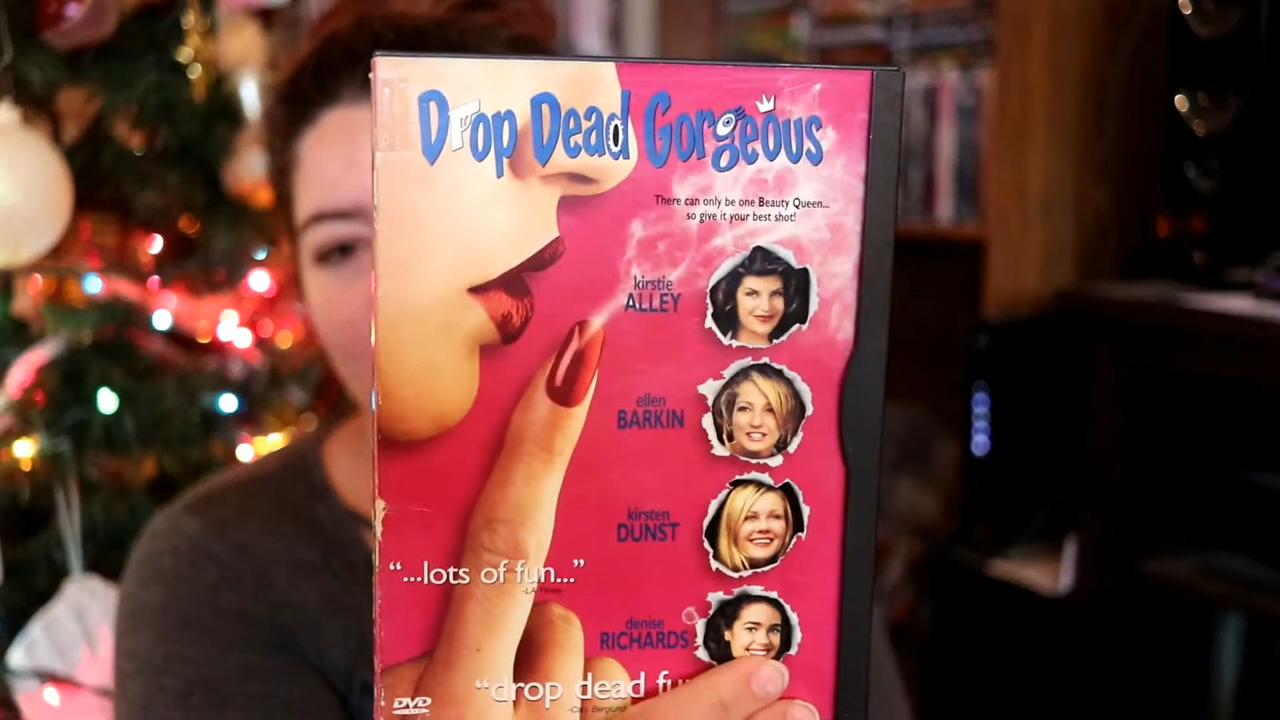 Drop Dead Gorgeous
There can only be one Beauty Queen...
so give it your best shot!
kirstie
ALLEY
ellen
BARKIN
kirsten
DUNST
"...lots of fun..."
-LA Times
denise
RICHARDS
"drop dead fu
DVD
VIDEO